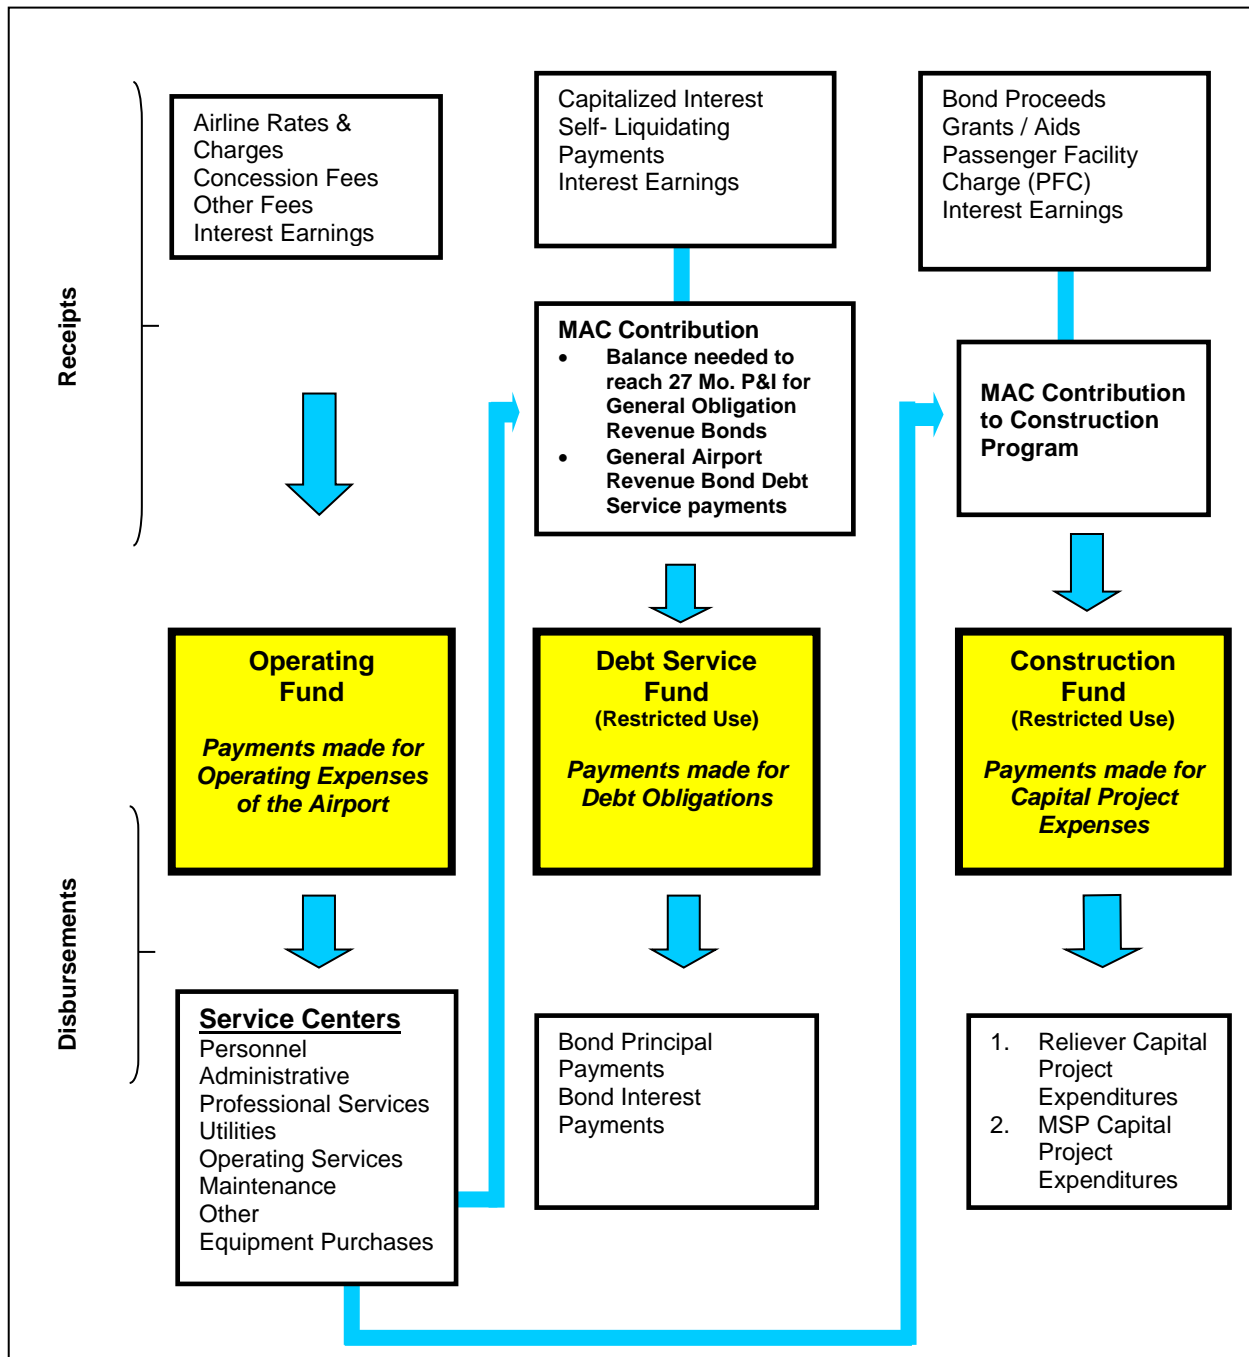 Receipts
Airline Rates &
Charges
Concession Fees
Other Fees
Interest Earnings
Capitalized Interest
Self- Liquidating
Payments
Interest Earnings
Bond Proceeds
Grants / Aids
Passenger Facility
Charge (PFC)
Interest Earnings
MAC Contribution
• Balance needed to
reach 27 Mo. P&I for
General Obligation
Revenue Bonds
• General Airport
Revenue Bond Debt
Service payments
MAC Contribution
to Construction
Program
Operating
Fund
Payments made for
Operating Expenses
of the Airport
Debt Service
Fund
(Restricted Use)
Payments made for
Debt Obligations
Construction
Fund
(Restricted Use)
Payments made for
Capital Project
Expenses
Disbursements
Service Centers
Personnel
Administrative
Professional Services
Utilities
Operating Services
Maintenance
Other
Equipment Purchases
Bond Principal
Payments
Bond Interest
Payments
1. Reliever Capital
Project
Expenditures
2. MSP Capital
Project
Expenditures